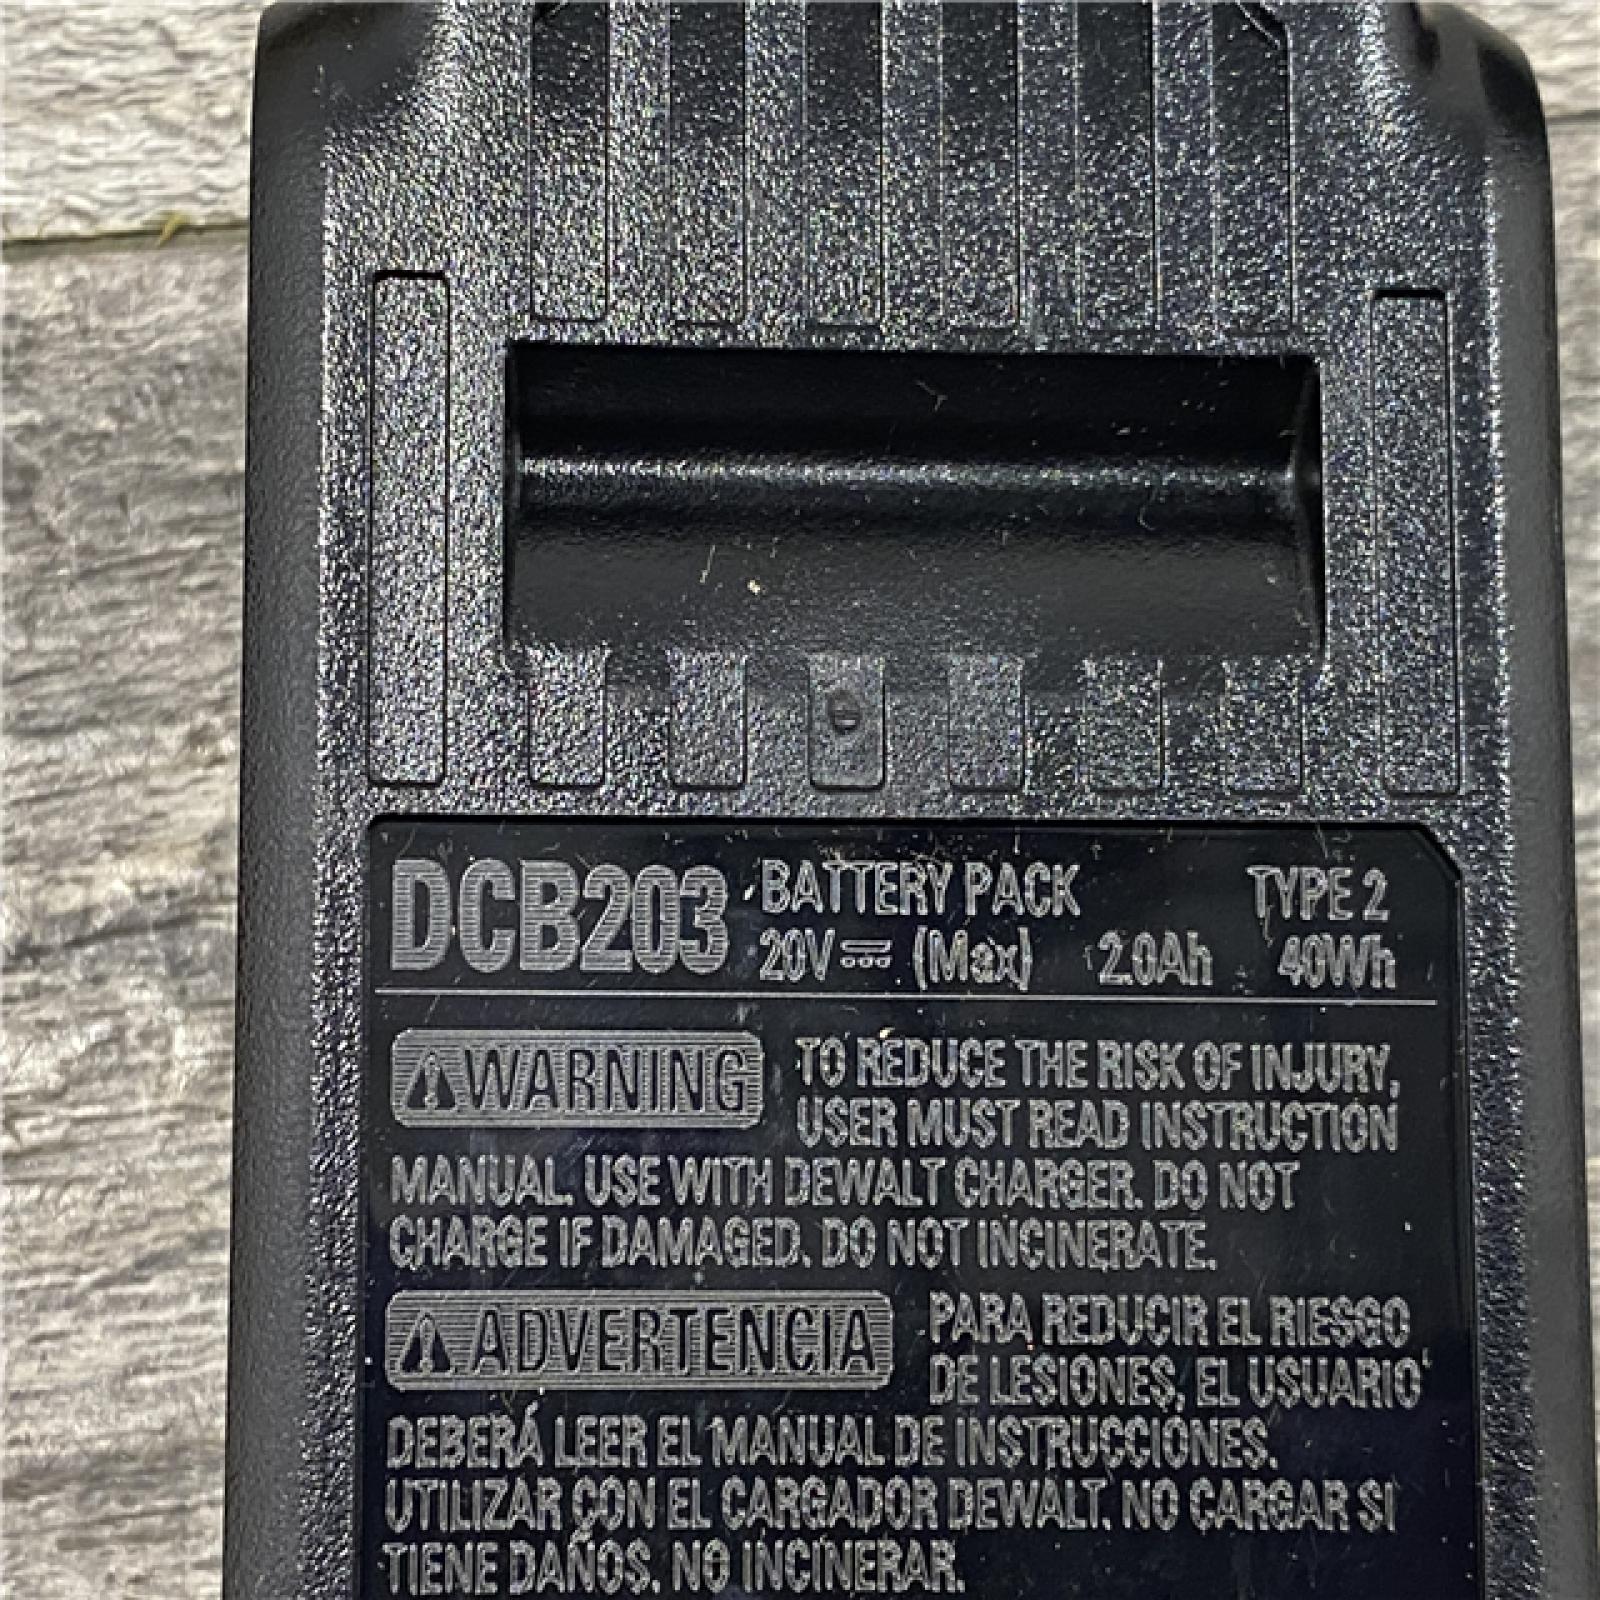 DCB203 BATTERY PACK TYPE 2
20V ⎓ (Max) 2.0Ah 40Wh
⚠WARNING TO REDUCE THE RISK OF INJURY,
USER MUST READ INSTRUCTION
MANUAL. USE WITH DEWALT CHARGER. DO NOT
CHARGE IF DAMAGED. DO NOT INCINERATE.
⚠ADVERTENCIA PARA REDUCIR EL RIESGO
DE LESIONES, EL USUARIO
DEBERÁ LEER EL MANUAL DE INSTRUCCIONES.
UTILIZAR CON EL CARGADOR DEWALT. NO CARGAR SI
TIENE DAÑOS. NO INCINERAR.